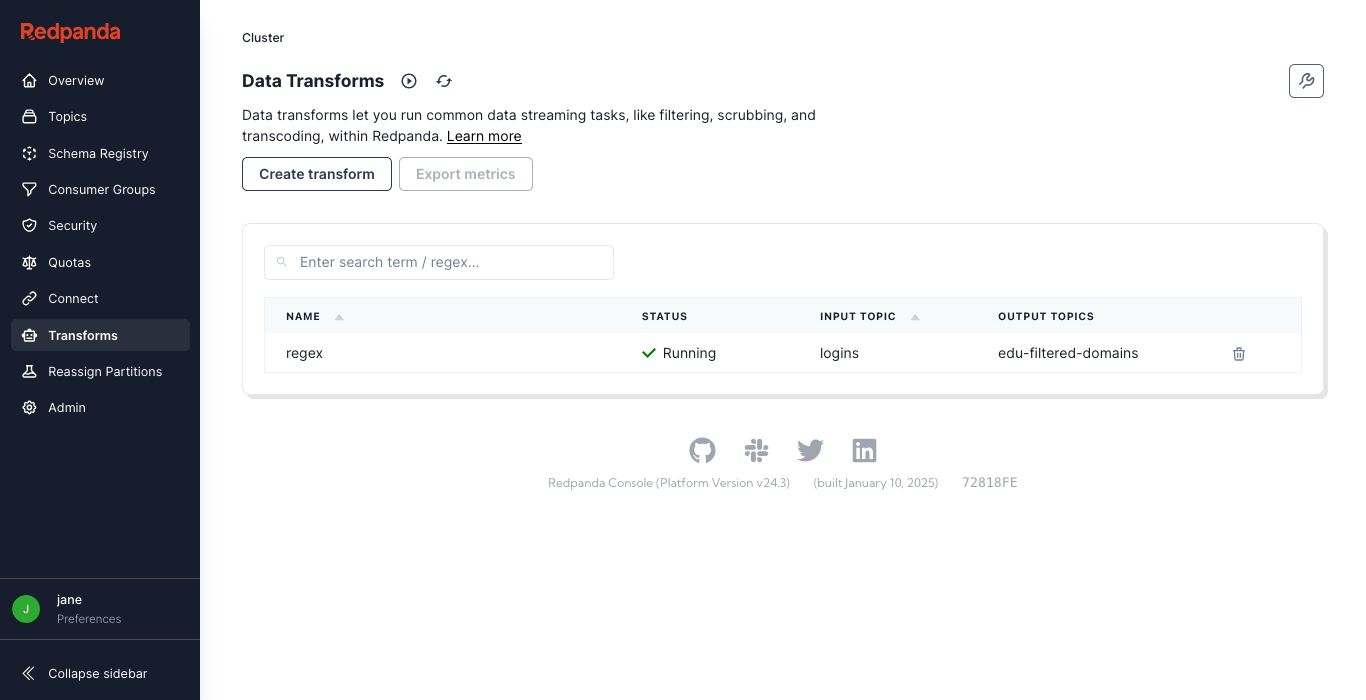 Redpanda
Overview
Topics
Schema Registry
Consumer Groups
Security
Quotas
Connect
Transforms
Reassign Partitions
Admin
jane
J
Preferences
Collapse sidebar
Cluster
Data Transforms
Data transforms let you run common data streaming tasks, like filtering, scrubbing, and
transcoding, within Redpanda. Learn more
Create transform Export metrics
Enter search term / regex...
NAME STATUS INPUT TOPIC OUTPUT TOPICS
regex Running logins edu-filtered-domains
Redpanda Console (Platform Version v24.3) (built January 10, 2025) 72818FE